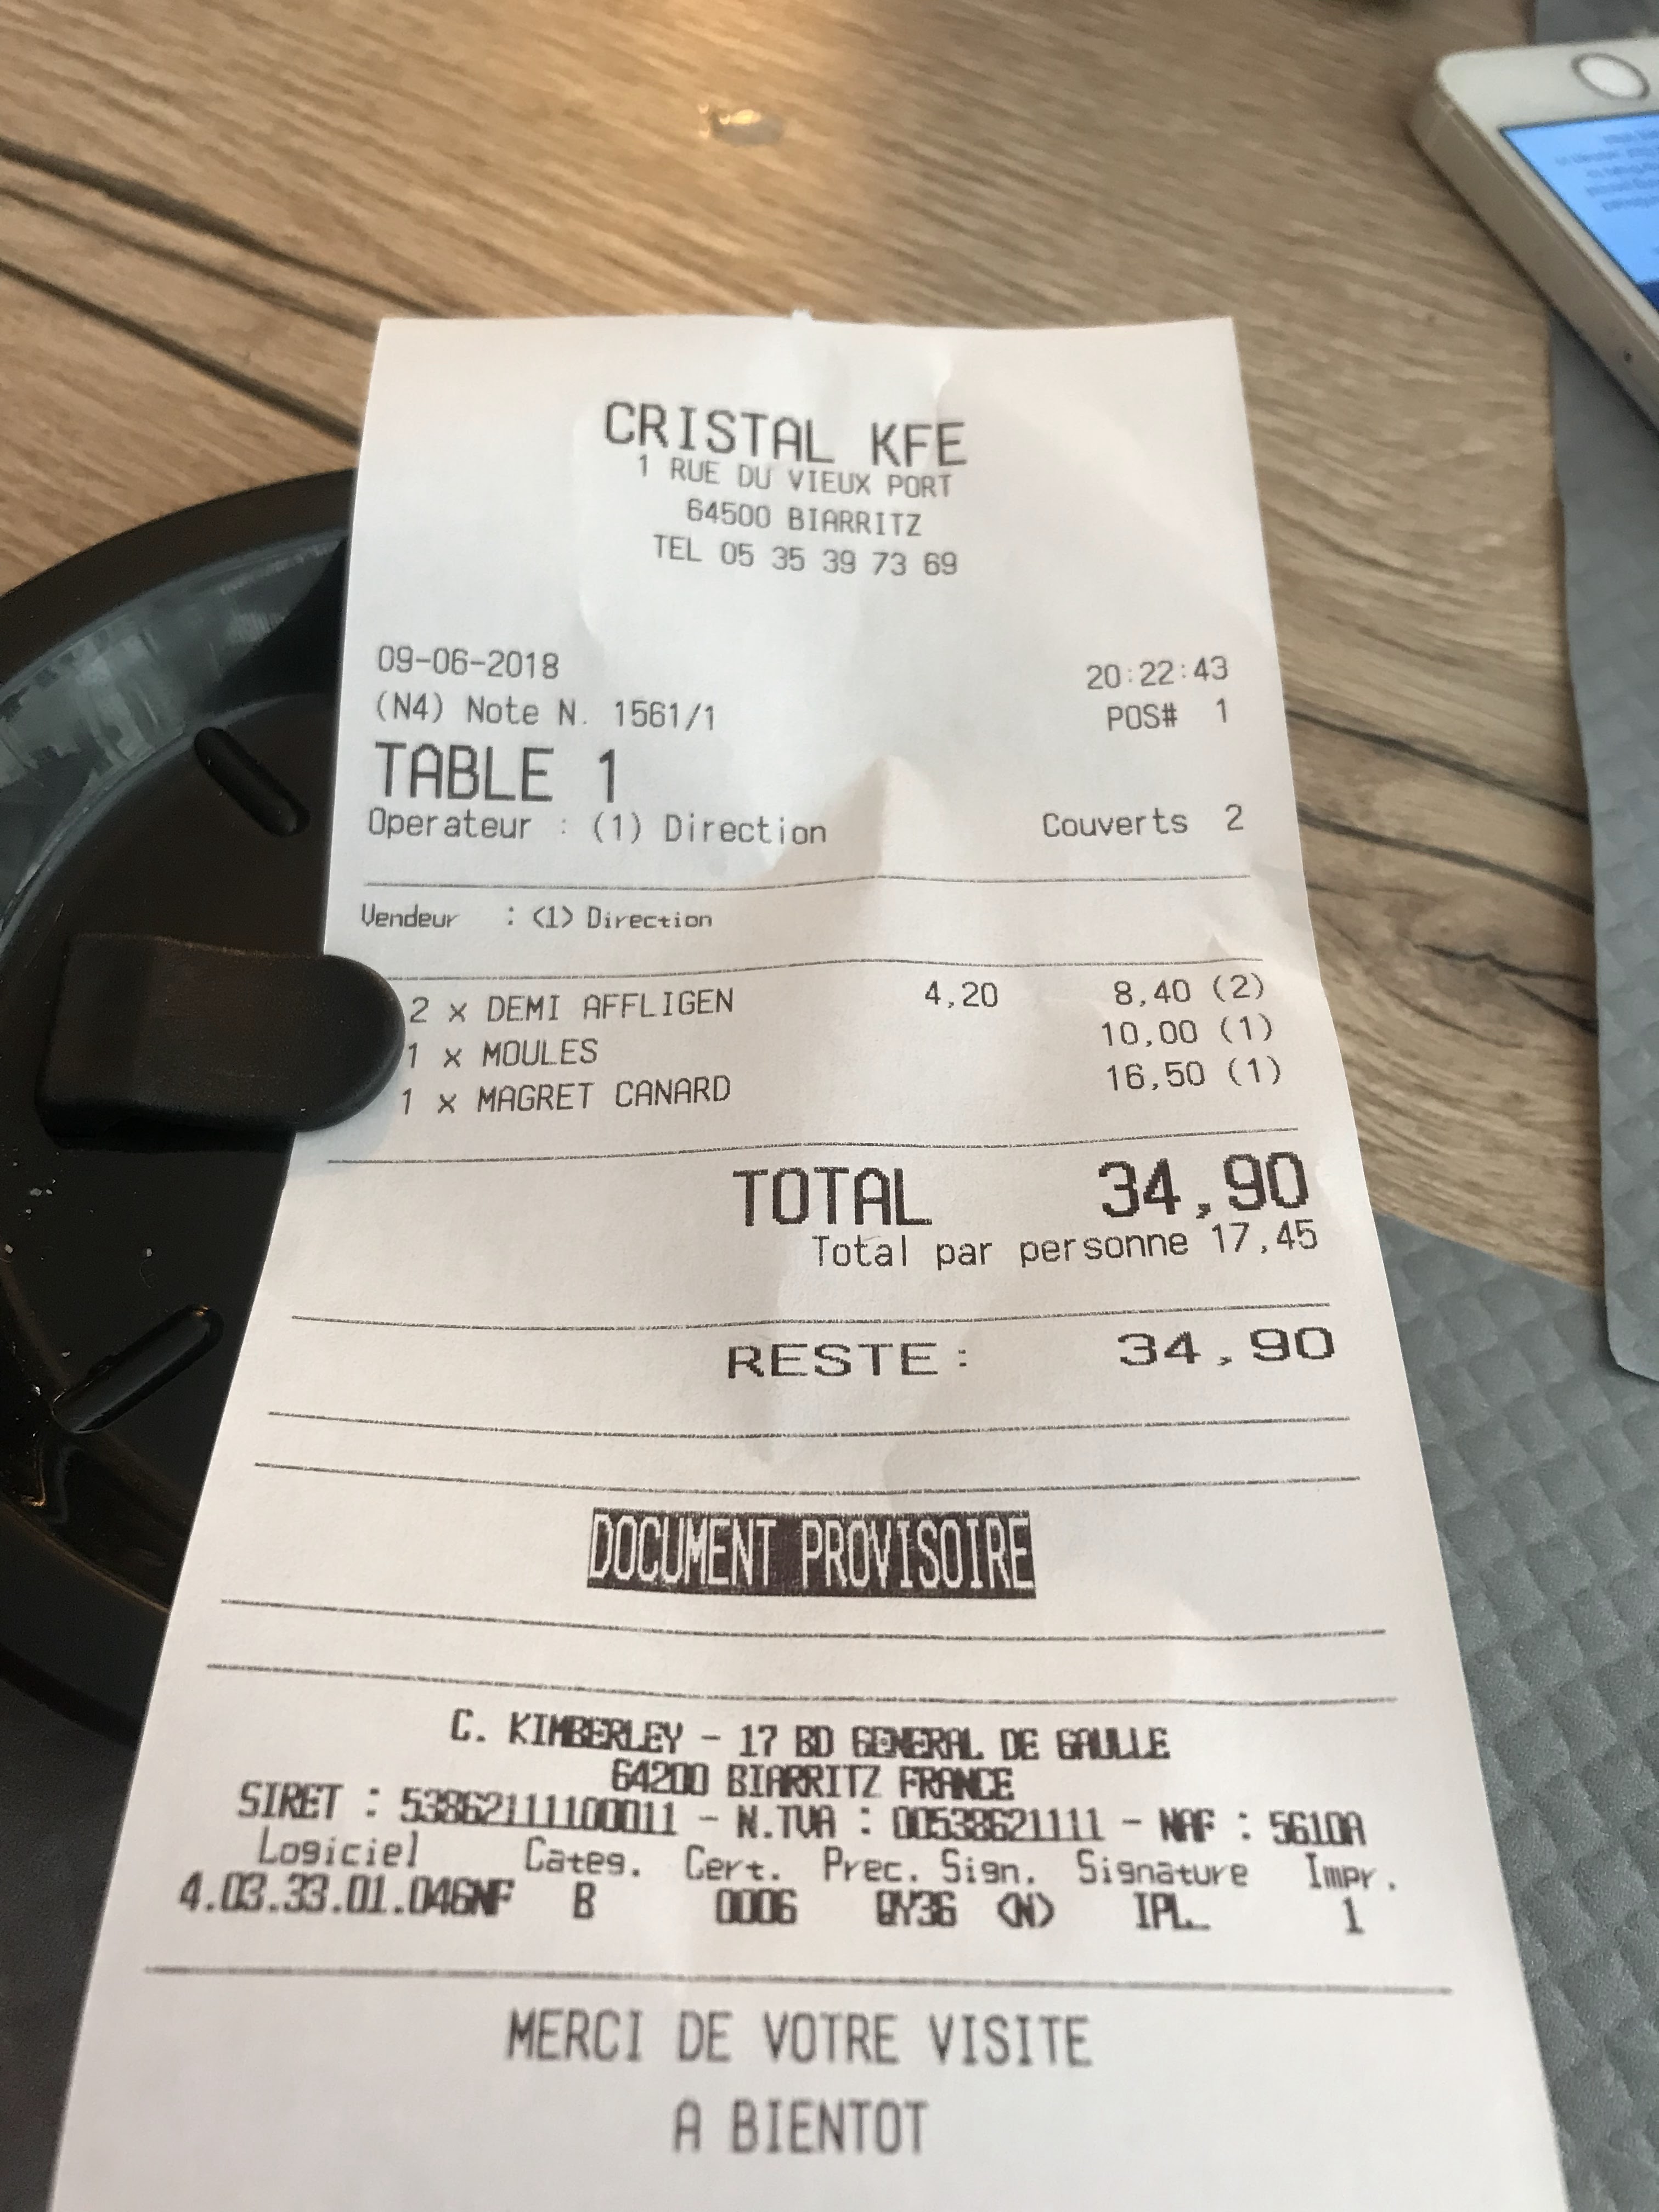 CRISTAL KFE
1 RUE DU VIEUX PORT
64500 BIARRITZ
TEL 05 35 39 73 69
09-06-2018 20:22:43
(N4) Note N. 1561/1 POS# 1
TABLE 1
Operateur : (1) Direction Couverts 2
Vendeur : (1) Direction
2 x DEMI AFFLIGEN 4,20 8,40 (2)
1 x MOULES 10,00 (1)
1 x MAGRET CANARD 16,50 (1)
TOTAL 34,90
Total par personne 17,45
RESTE: 34,90
DOCUMENT PROVISOIRE
C. KIMBERLEY - 17 BD GENERAL DE GAULLE
64200 BIARRITZ FRANCE
SIRET : 53862111100011 - N.TVA : 00538621111 - NAF : 5610A
Logiciel Categ. Cert. Prec. Sign. Signature Impr.
4.03.33.01.046NF B 0006 QY36 (N) IPL_ 1
MERCI DE VOTRE VISITE
A BIENTOT